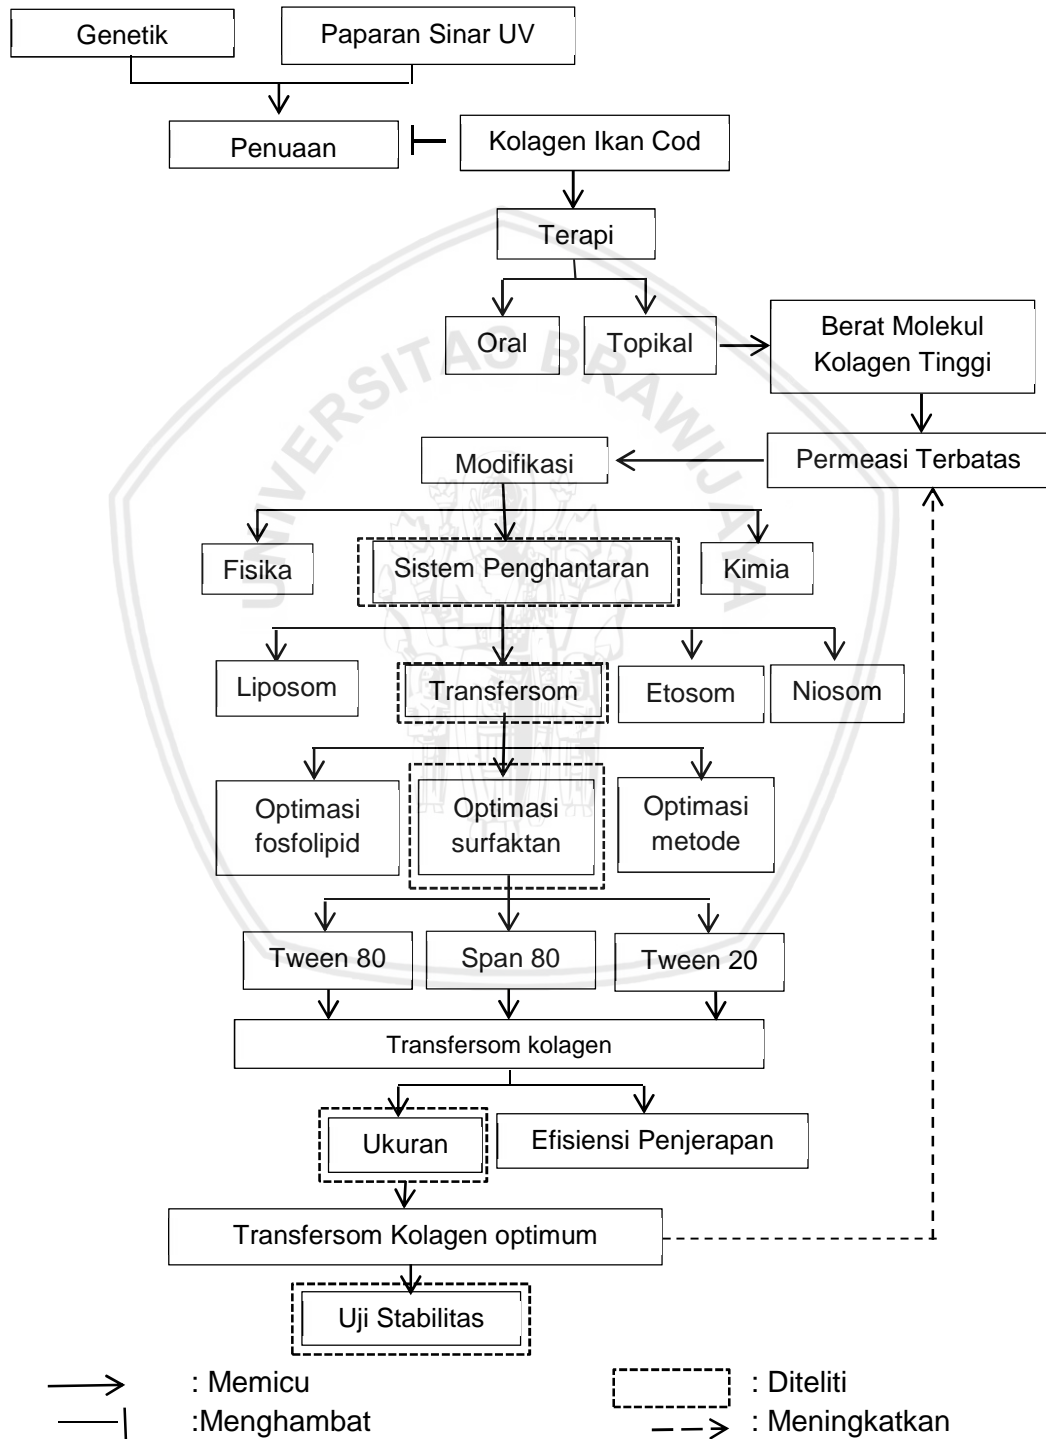 Genetik
Paparan Sinar UV
Penuaan
Kolagen Ikan Cod
Terapi
Oral
Topikal
Berat Molekul
Kolagen Tinggi
Modifikasi
Permeasi Terbatas
Fisika
Sistem Penghantaran
Kimia
Liposom
Transfersom
Etosom
Niosom
Optimasi
fosfolipid
Optimasi
surfaktan
Optimasi
metode
Tween 80
Span 80
Tween 20
Transfersom kolagen
Ukuran
Efisiensi Penjerapan
Transfersom Kolagen optimum
Uji Stabilitas
: Memicu
: Diteliti
:Menghambat
: Meningkatkan
UNIVERSITAS BRAWIJAYA